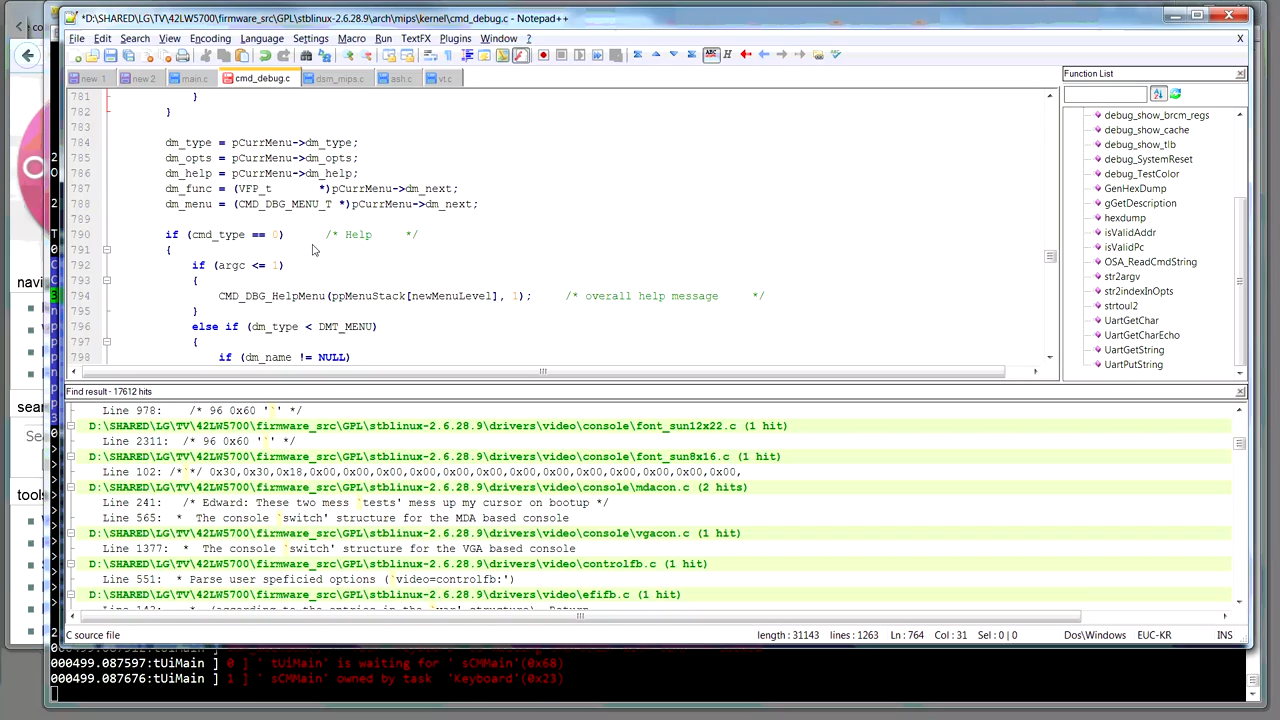 *D:\SHARED\LG\TV\42LW5700\firmware_src\GPL\stblinux-2.6.28.9\arch\mips\kernel\cmd_debug.c - Notepad++
File Edit Search View Encoding Language Settings Macro Run TextFX Plugins Window ? X
new 1 new 2 main.c cmd_debug.c dsm_mips.c ash.c vt.c
781 }
782 }
783
784 dm_type = pCurrMenu->dm_type;
785 dm_opts = pCurrMenu->dm_opts;
786 dm_help = pCurrMenu->dm_help;
787 dm_func = (VFP_t *)pCurrMenu->dm_next;
788 dm_menu = (CMD_DBG_MENU_T *)pCurrMenu->dm_next;
789
790 if (cmd_type == 0) /* Help */
791 {
792 if (argc <= 1)
793 {
794 CMD_DBG_HelpMenu(ppMenuStack[newMenuLevel], 1); /* overall help message */
795 }
796 else if (dm_type < DMT_MENU)
797 {
798 if (dm_name != NULL)
Function List
debug_show_brcm_regs
debug_show_cache
debug_show_tlb
debug_SystemReset
debug_TestColor
GenHexDump
gGetDescription
hexdump
isValidAddr
isValidPc
OSA_ReadCmdString
str2argv
str2indexInOpts
strtoul2
UartGetChar
UartGetCharEcho
UartGetString
UartPutString
Find result - 17612 hits
Line 978: /* 96 0x60 '`' */
D:\SHARED\LG\TV\42LW5700\firmware_src\GPL\stblinux-2.6.28.9\drivers\video\console\font_sun12x22.c (1 hit)
Line 2311: /* 96 0x60 '`' */
D:\SHARED\LG\TV\42LW5700\firmware_src\GPL\stblinux-2.6.28.9\drivers\video\console\font_sun8x16.c (1 hit)
Line 102: /*`*/ 0x30,0x30,0x18,0x00,0x00,0x00,0x00,0x00,0x00,0x00,0x00,0x00,0x00,0x00,0x00,0x00,
D:\SHARED\LG\TV\42LW5700\firmware_src\GPL\stblinux-2.6.28.9\drivers\video\console\mdacon.c (2 hits)
Line 241: /* Edward: These two mess `tests' mess up my cursor on bootup */
Line 565: * The console `switch' structure for the MDA based console
D:\SHARED\LG\TV\42LW5700\firmware_src\GPL\stblinux-2.6.28.9\drivers\video\console\vgacon.c (1 hit)
Line 1377: * The console `switch' structure for the VGA based console
D:\SHARED\LG\TV\42LW5700\firmware_src\GPL\stblinux-2.6.28.9\drivers\video\controlfb.c (1 hit)
Line 551: * Parse user speficied options (`video=controlfb:')
D:\SHARED\LG\TV\42LW5700\firmware_src\GPL\stblinux-2.6.28.9\drivers\video\efifb.c (1 hit)
C source file length : 31143 lines : 1263 Ln : 764 Col : 31 Sel : 0 | 0 Dos\Windows EUC-KR INS
000499.087597:tUiMain ] 0 ] ' tUiMain' is waiting for ' sCMMain'(0x68)
000499.087676:tUiMain ] 1 ] ' sCMMain' owned by task 'Keyboard'(0x23)
navi
sear
Sea
tools